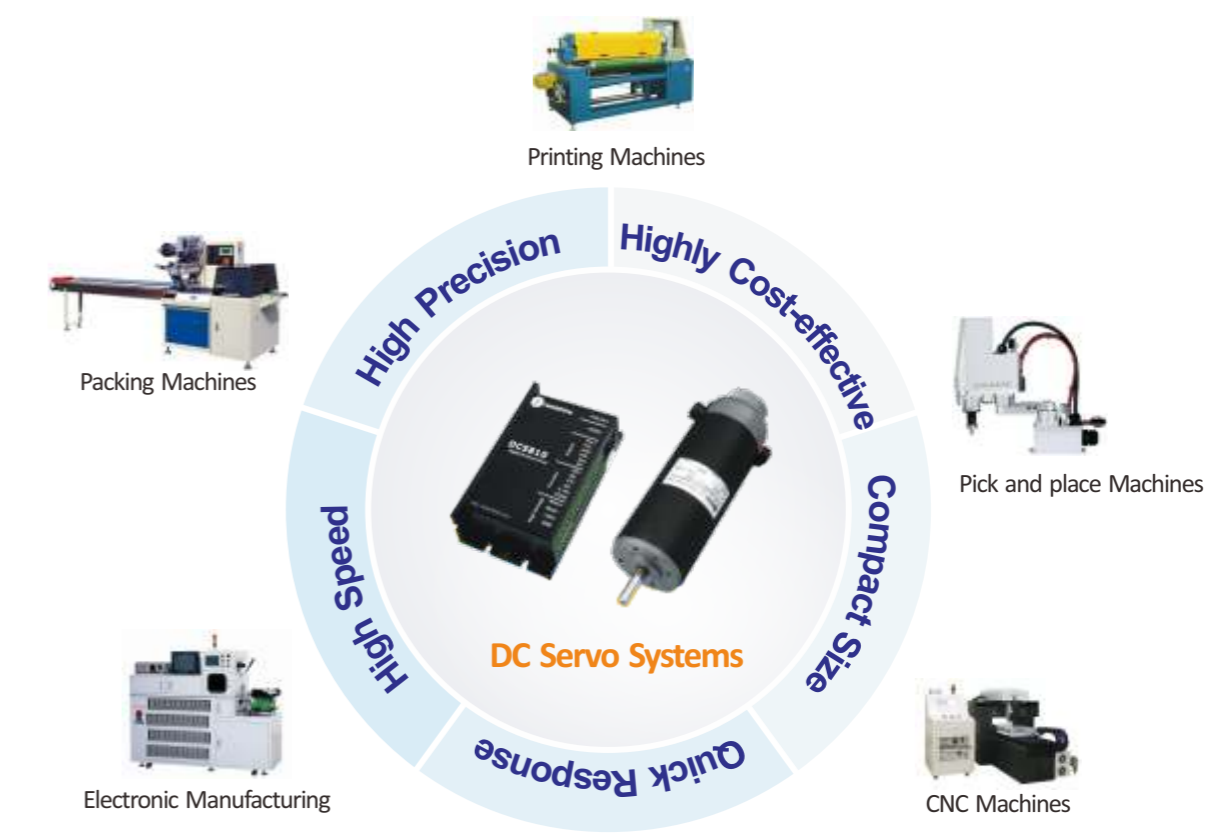 Printing Machines
High Precision
Highly Cost-effective
Packing Machines
Pick and place Machines
DCS810
Compact Size
High Speed
DC Servo Systems
Quick Response
Electronic Manufacturing
CNC Machines